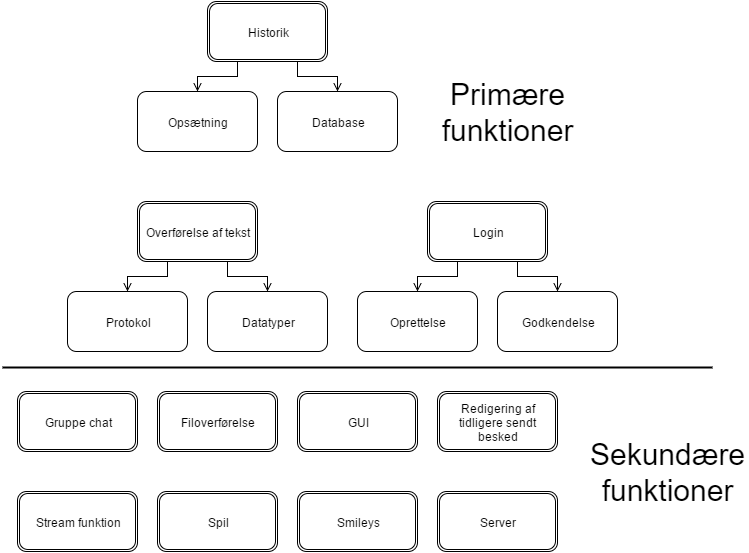 Historik
Opsætning
Database
Primære
funktioner
Overførelse af tekst
Login
Protokol
Datatyper
Oprettelse
Godkendelse
Gruppe chat
Filoverførelse
GUI
Redigering af
tidligere sendt
besked
Sekundære
funktioner
Stream funktion
Spil
Smileys
Server